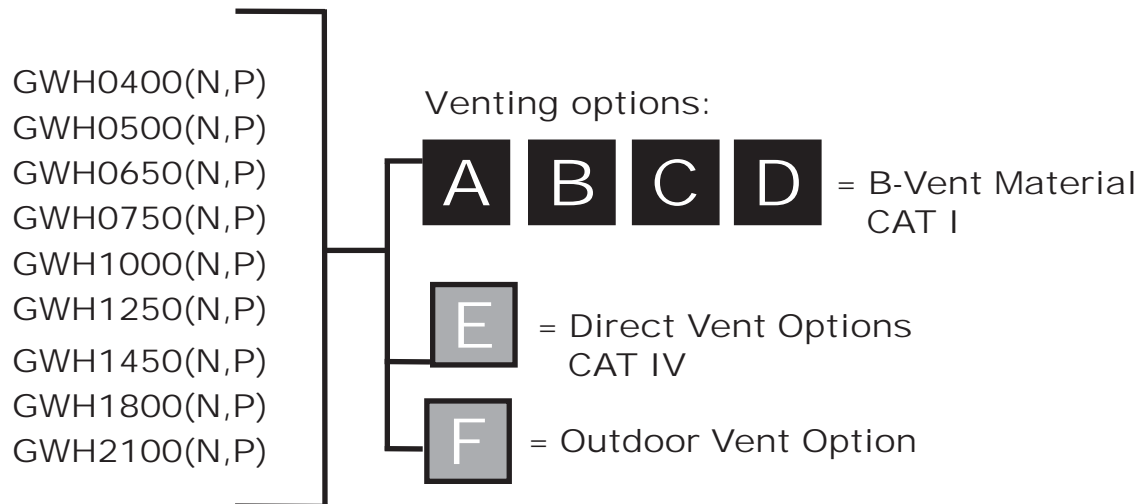 GWH0400(N,P)
GWH0500(N,P)
GWH0650(N,P)
GWH0750(N,P)
GWH1000(N,P)
GWH1250(N,P)
GWH1450(N,P)
GWH1800(N,P)
GWH2100(N,P)
Venting options:
A B C D = B-Vent Material
CAT I
E = Direct Vent Options
CAT IV
F = Outdoor Vent Option